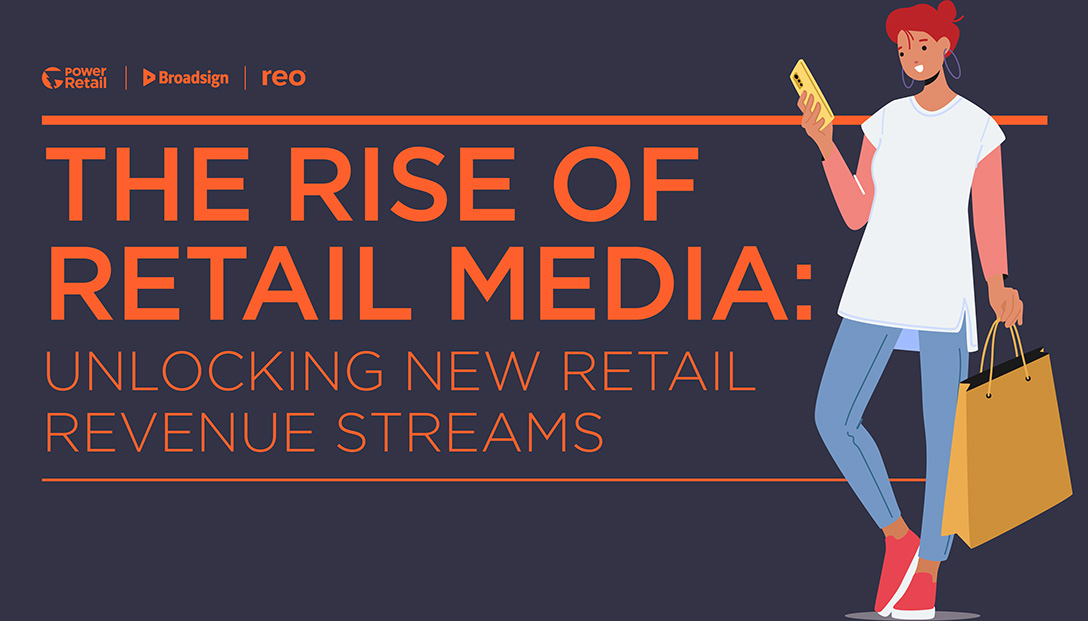 POWER Retail | Broadsign | reo
THE RISE OF
RETAIL MEDIA:
UNLOCKING NEW RETAIL
REVENUE STREAMS